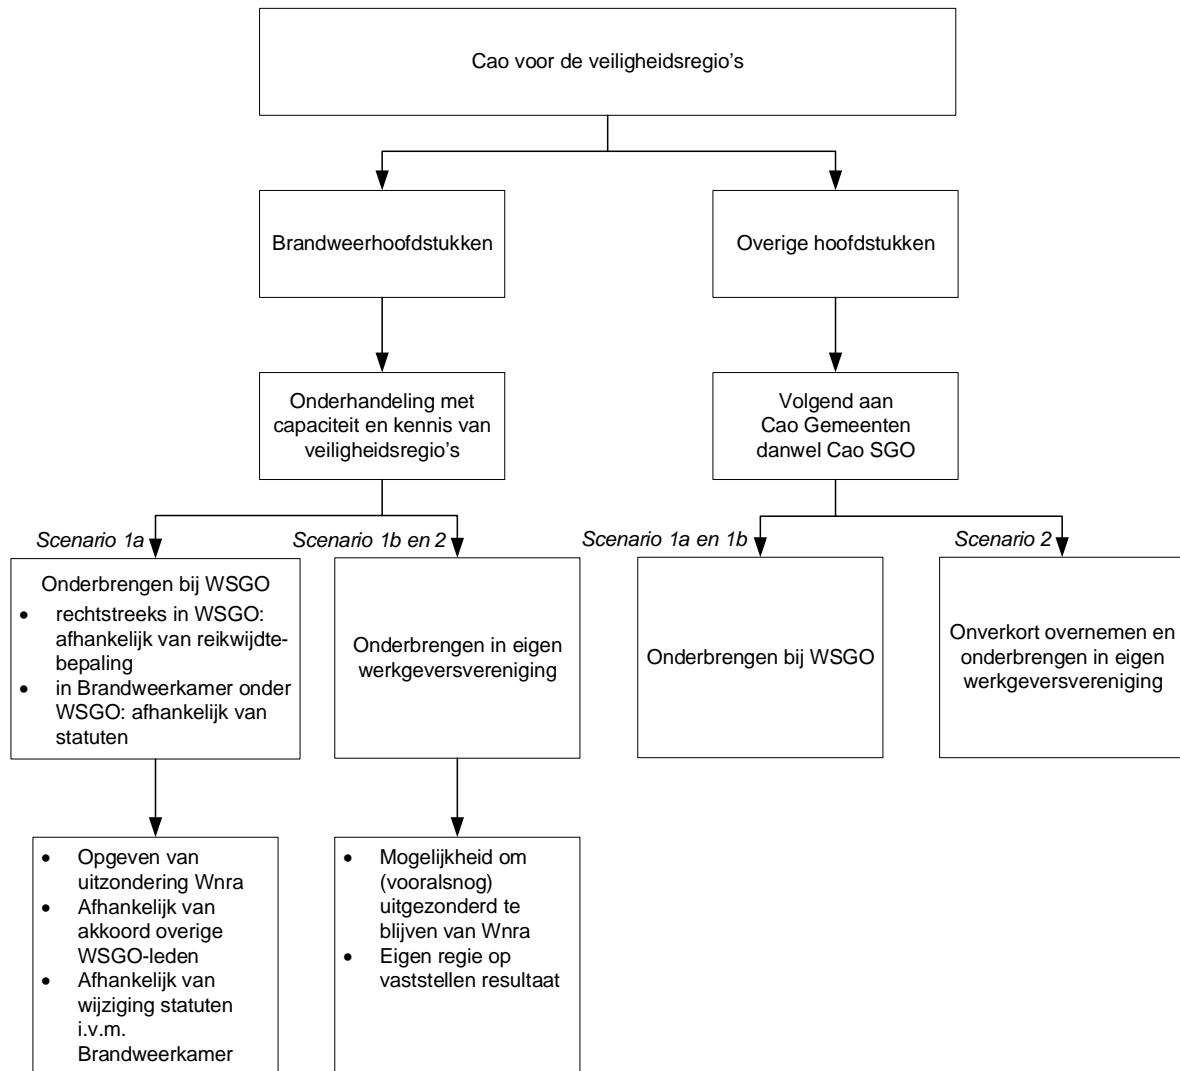 Cao voor de veiligheidsregio's
Brandweerhoofdstukken
Overige hoofdstukken
Onderhandeling met
capaciteit en kennis van
veiligheidsregio's
Volgend aan
Cao Gemeenten
danwel Cao SGO
Scenario 1a
Scenario 1b en 2
Scenario 1a en 1b
Scenario 2
Onderbrengen bij WSGO
• rechtstreeks in WSGO:
afhankelijk van reikwijdte-
bepaling
• in Brandweerkamer onder
WSGO: afhankelijk van
statuten
Onderbrengen in eigen
werkgeversvereniging
Onderbrengen bij WSGO
Onverkort overnemen en
onderbrengen in eigen
werkgeversvereniging
• Opgeven van
uitzondering Wnra
• Afhankelijk van
akkoord overige
WSGO-leden
• Afhankelijk van
wijziging statuten
i.v.m.
Brandweerkamer
• Mogelijkheid om
(vooralsnog)
uitgezonderd te
blijven van Wnra
• Eigen regie op
vaststellen resultaat